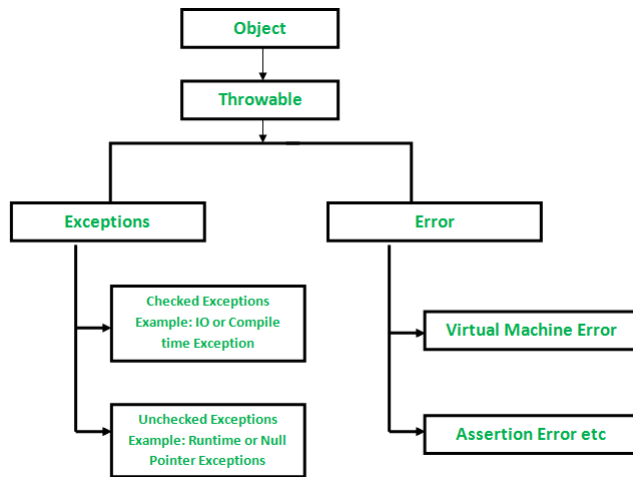 Object
Throwable
Exceptions
Error
Checked Exceptions
Example: IO or Compile
time Exception
Virtual Machine Error
Unchecked Exceptions
Example: Runtime or Null
Pointer Exceptions
Assertion Error etc